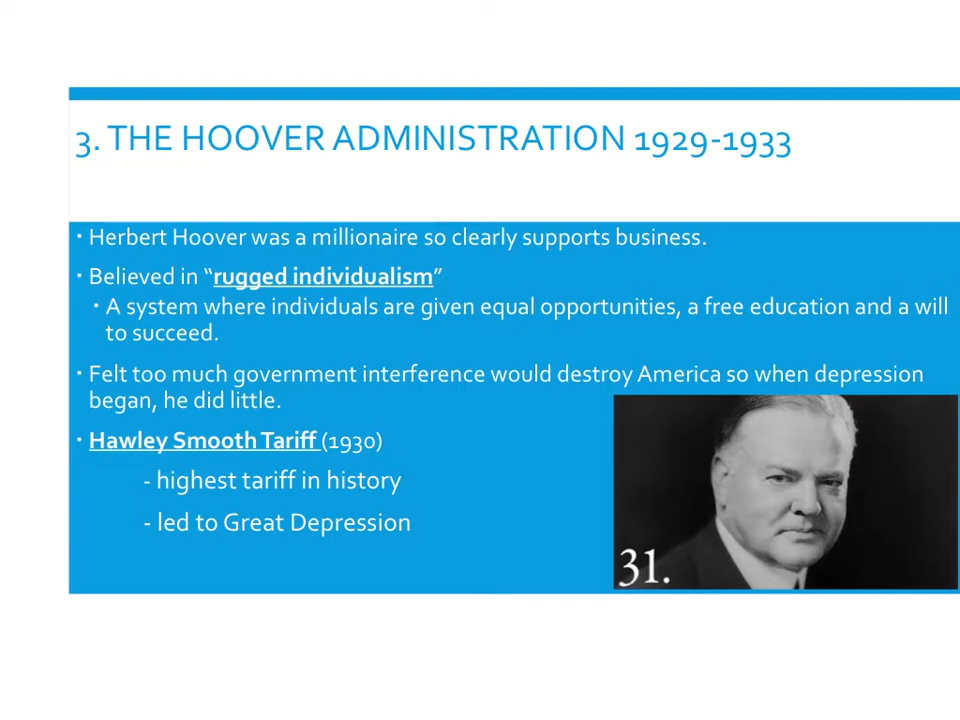 3. THE HOOVER ADMINISTRATION 1929-1933
· Herbert Hoover was a millionaire so clearly supports business.
· Believed in “rugged individualism”
· A system where individuals are given equal opportunities, a free education and a will
to succeed.
· Felt too much government interference would destroy America so when depression
began, he did little.
· Hawley Smooth Tariff (1930)
- highest tariff in history
- led to Great Depression
31.